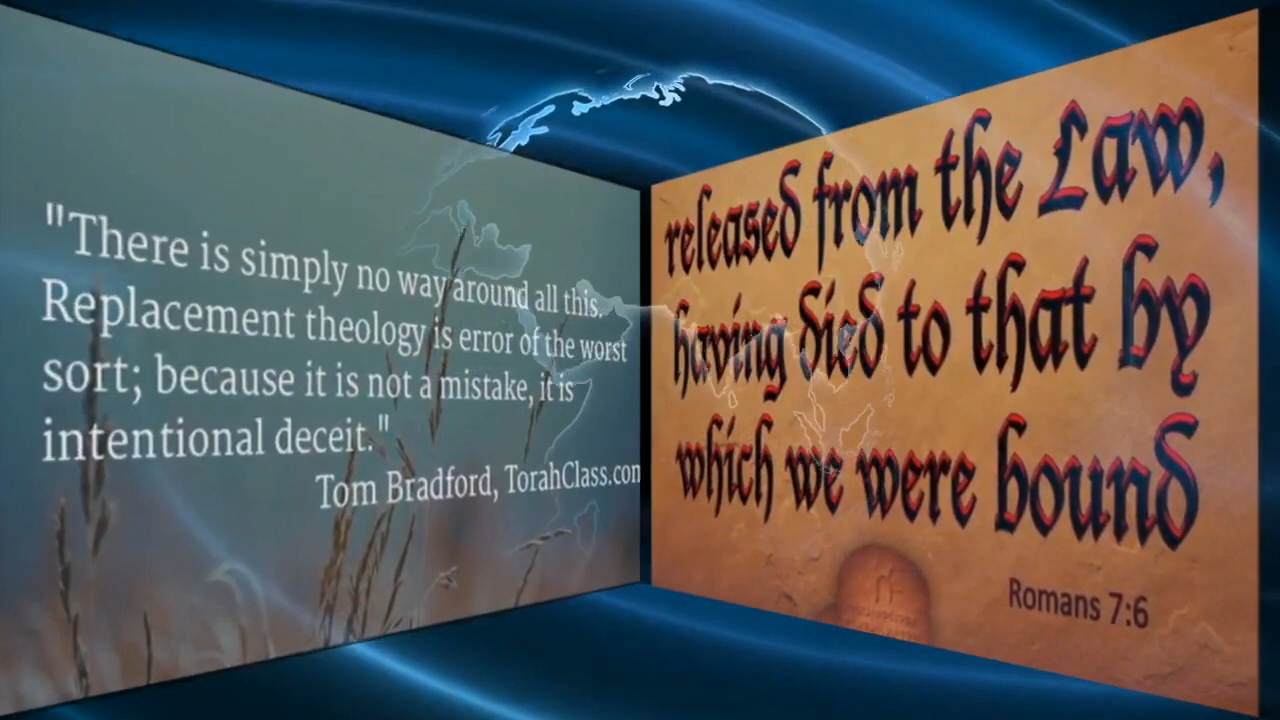 "There is simply no way around all this.
Replacement theology is error of the worst
sort; because it is not a mistake, it is
intentional deceit."
Tom Bradford, TorahClass.com
released from the Law,
having died to that by
which we were bound
Romans 7:6